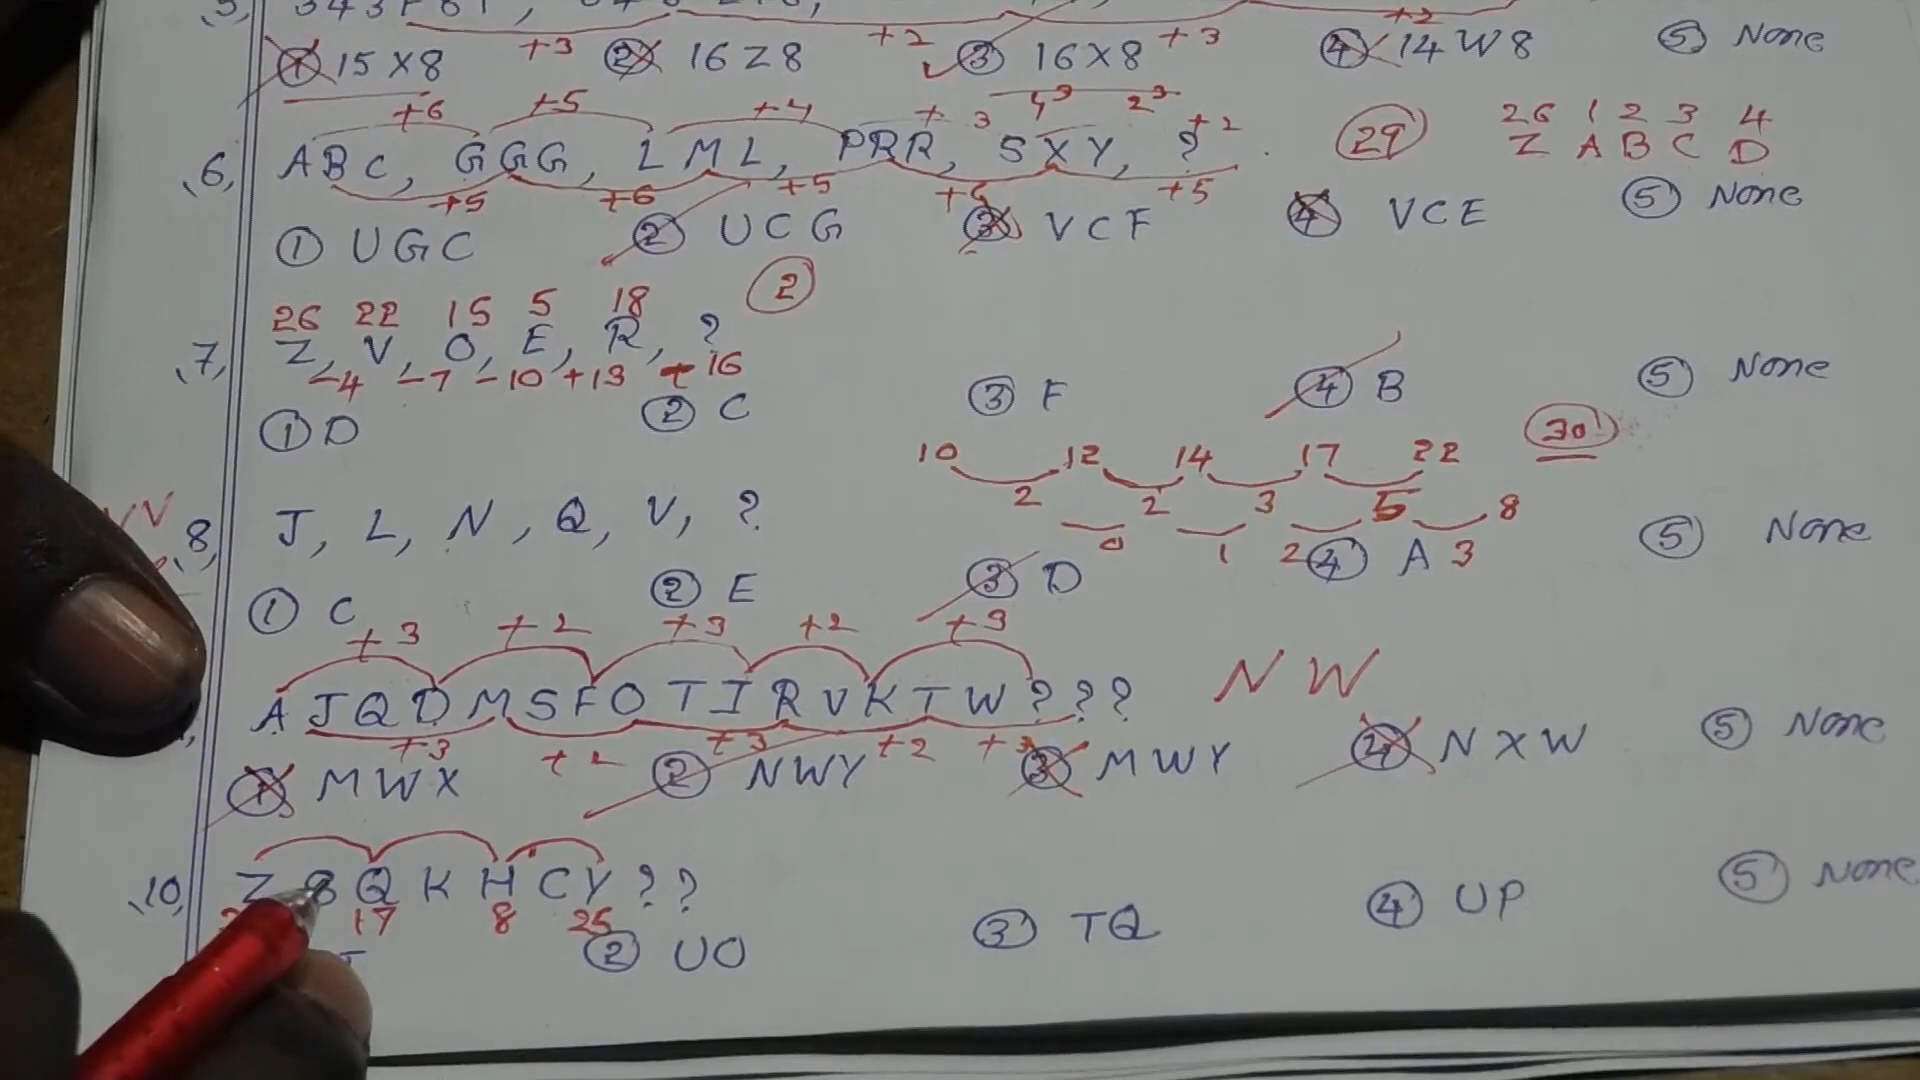 +3 +2 +3 +2
① 15 X 8 ② 16 Z 8 ③ 16 X 8 ④ 14 W 8 ⑤ None
+6 +5 +4 + 3 +2 29 26 1 2 3 4
6, ABC, GGG, LML, PRR, SXY, ? Z A B C D
+5 +6 +5 +5
① UGC ② UCG ③ VCF ④ VCE ⑤ None
2
26 22 15 5 18
7, Z, V, O, E, R, ?
-4 -7 -10 +13 +16
① D ② C ③ F ④ B ⑤ None
10 12 14 17 22 30
2 2 3 5 8
8, J, L, N, Q, V, ?
0 1 2 3
① C ② E ③ D ④ A ⑤ None
+3 +2 +3 +2 +3
A J Q D M S F O T I R V K T W ? ? ? N W
+3 +2 +3 +2
① MWX ② NWY ③ MWY ④ NXW ⑤ None
10, Z Q K H C Y ? ?
17 8 25
② UO ③ TQ ④ UP ⑤ None